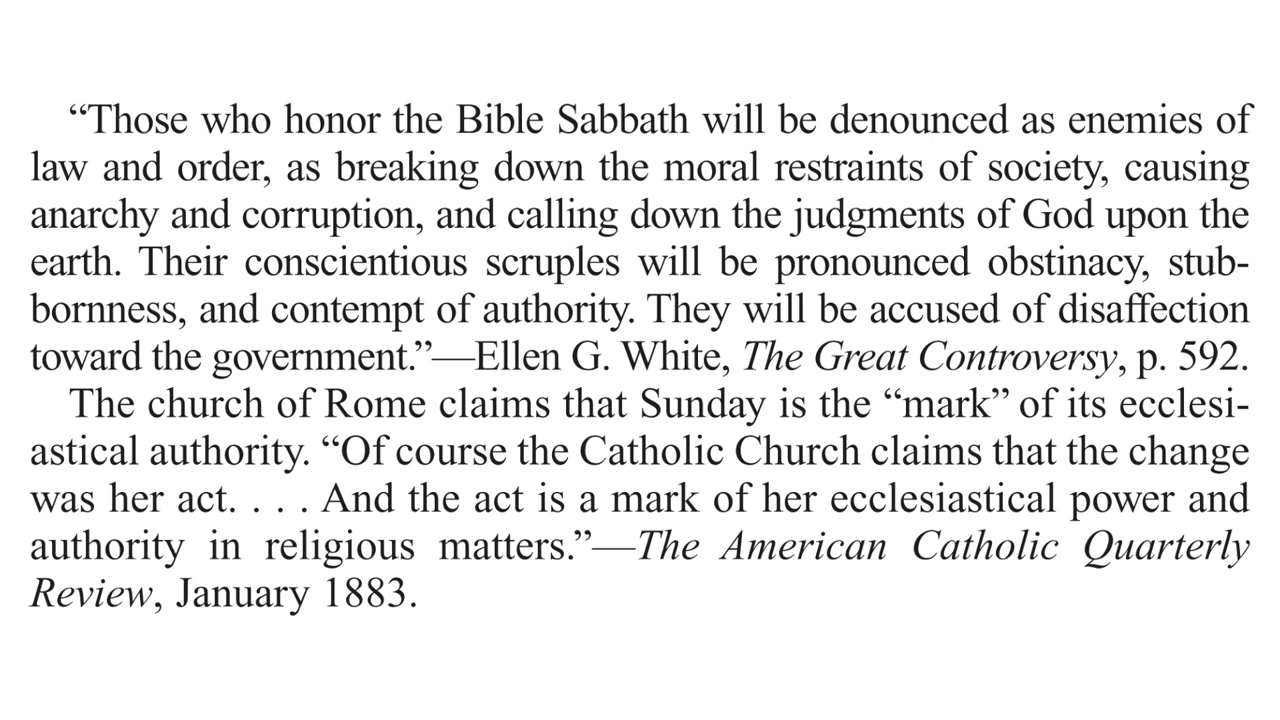 “Those who honor the Bible Sabbath will be denounced as enemies of
law and order, as breaking down the moral restraints of society, causing
anarchy and corruption, and calling down the judgments of God upon the
earth. Their conscientious scruples will be pronounced obstinacy, stub-
bornness, and contempt of authority. They will be accused of disaffection
toward the government.”—Ellen G. White, The Great Controversy, p. 592.
The church of Rome claims that Sunday is the “mark” of its ecclesi-
astical authority. “Of course the Catholic Church claims that the change
was her act. . . . And the act is a mark of her ecclesiastical power and
authority in religious matters.”—The American Catholic Quarterly
Review, January 1883.